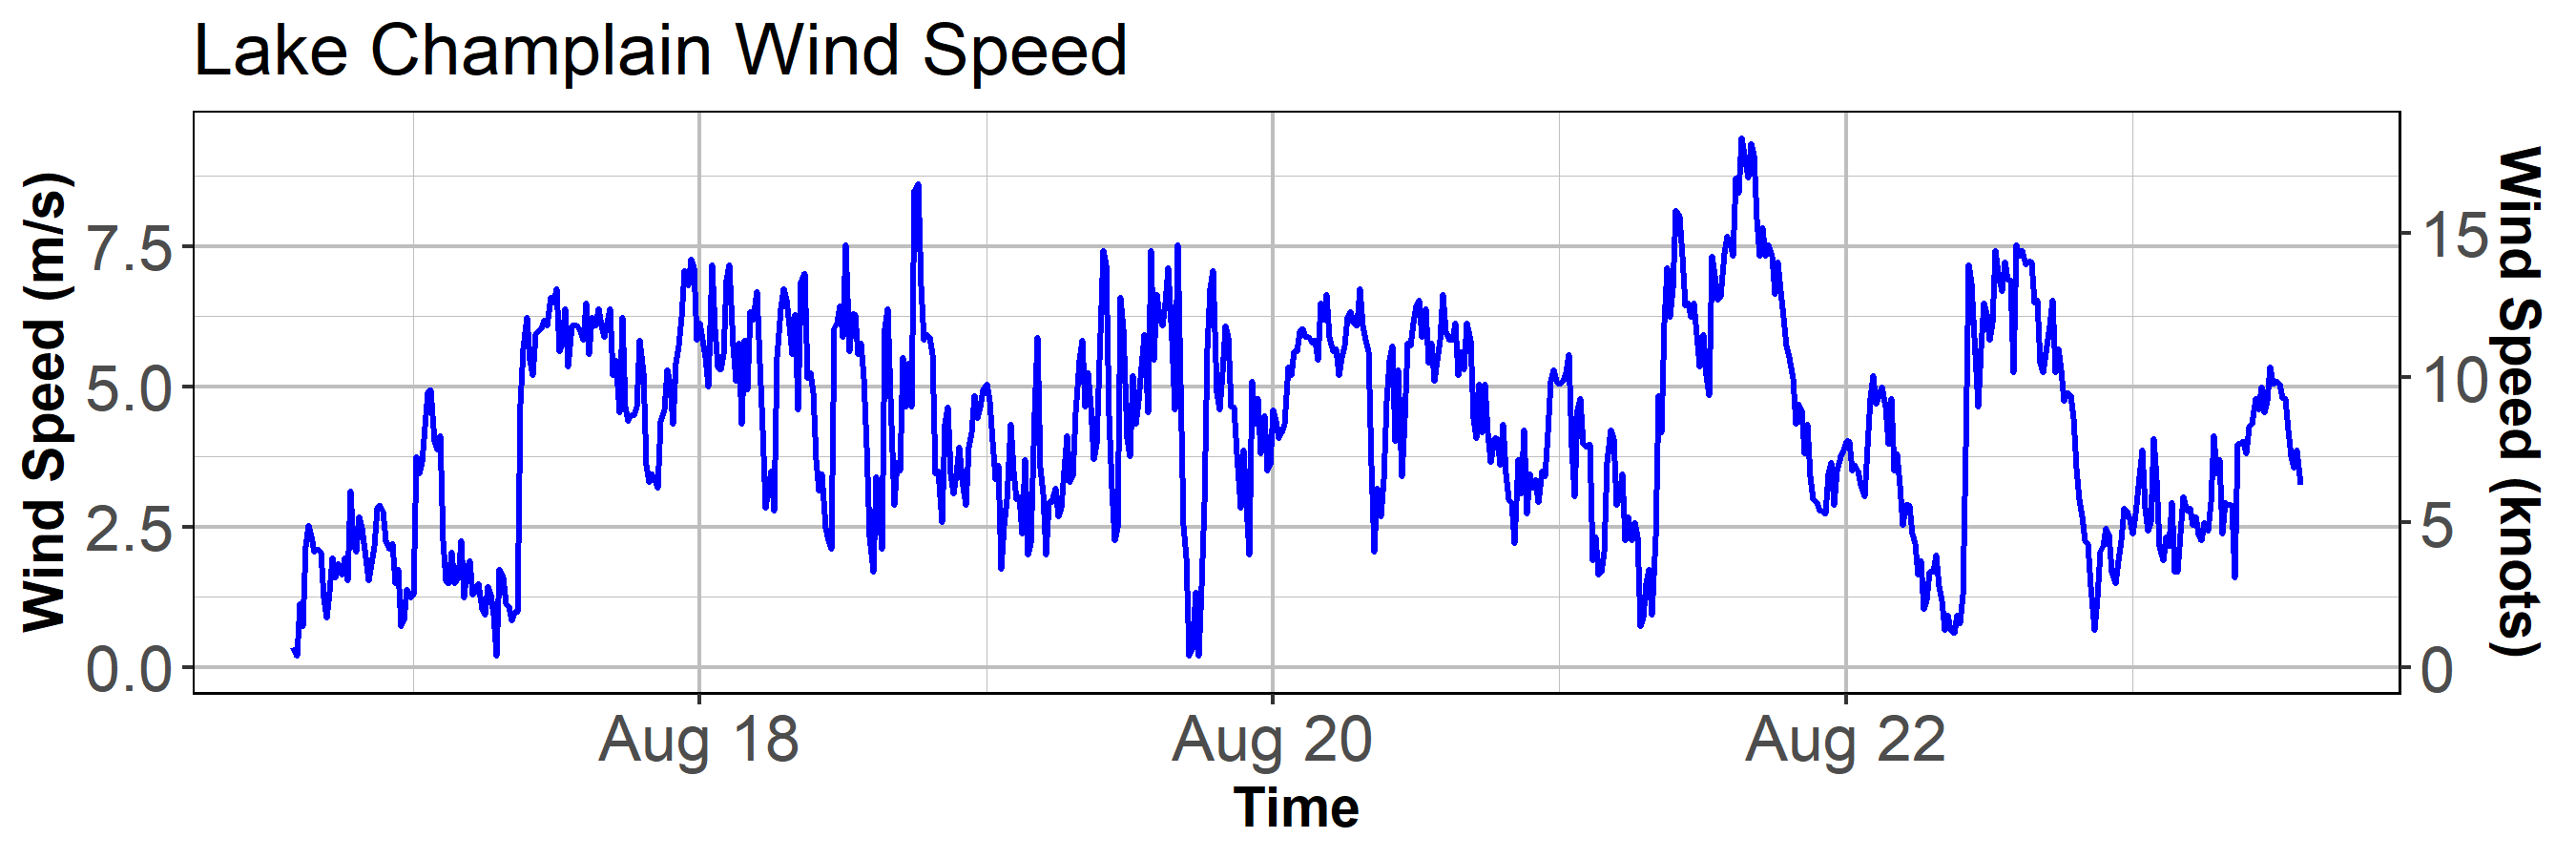 Lake Champlain Wind Speed
Wind Speed (m/s)
7.5
5.0
2.5
0.0
15
10
5
0
Wind Speed (knots)
Aug 18
Aug 20
Aug 22
Time